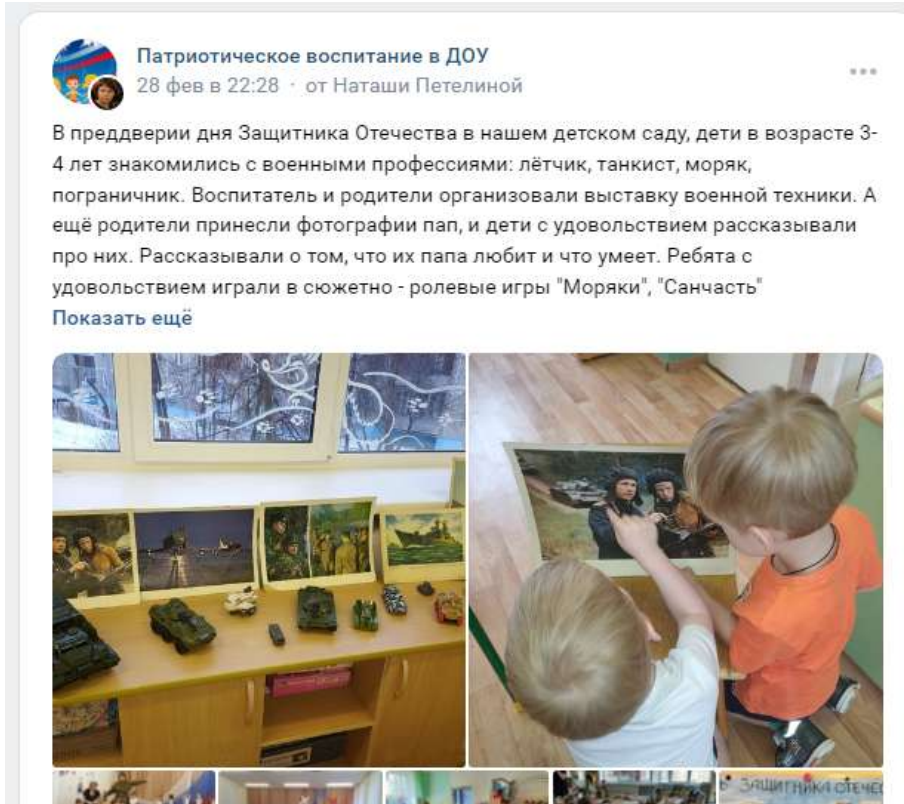 Патриотическое воспитание в ДОУ
28 фев в 22:28 · от Наташи Петелиной
В преддверии дня Защитника Отечества в нашем детском саду, дети в возрасте 3-
4 лет знакомились с военными профессиями: лётчик, танкист, моряк,
пограничник. Воспитатель и родители организовали выставку военной техники. А
ещё родители принесли фотографии пап, и дети с удовольствием рассказывали
про них. Рассказывали о том, что их папа любит и что умеет. Ребята с
удовольствием играли в сюжетно - ролевые игры "Моряки", "Санчасть"
Показать ещё
ЗАЩИТНИКА